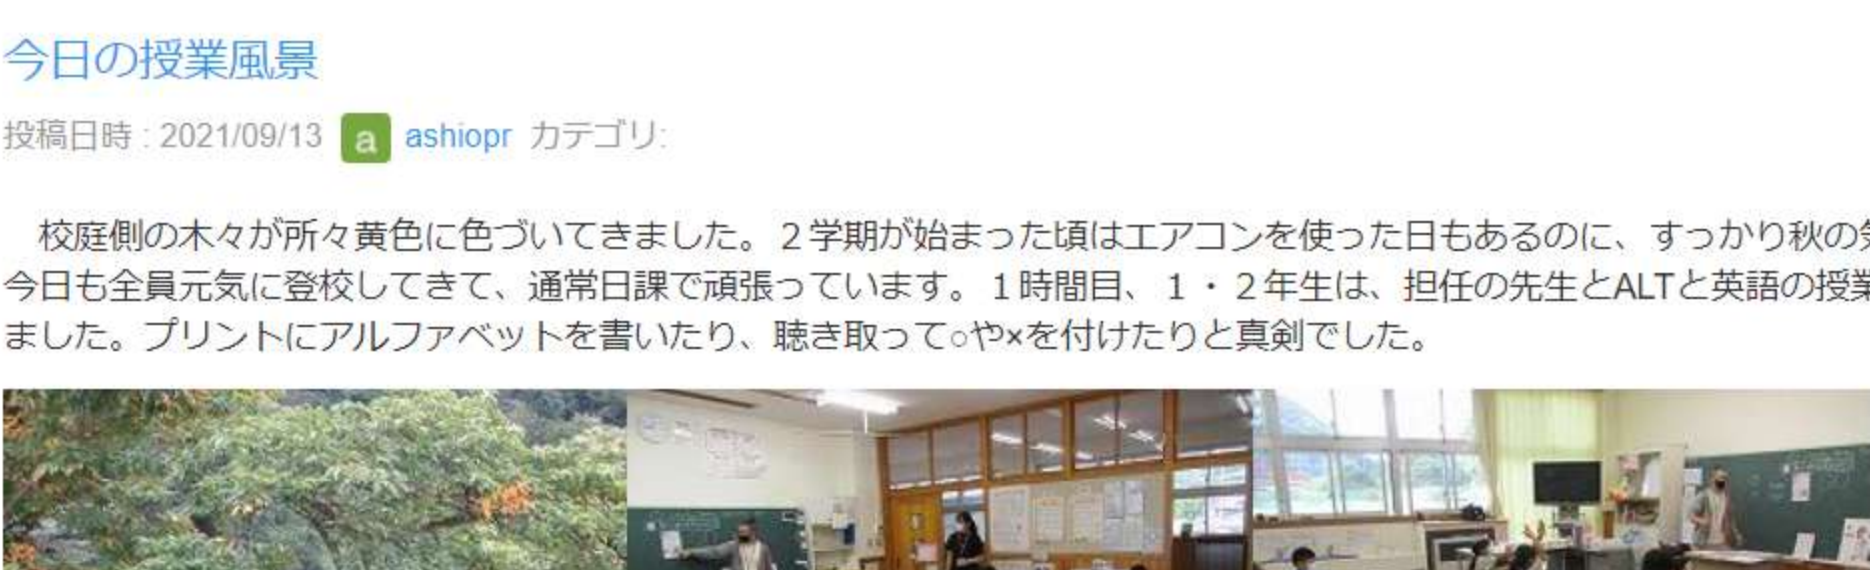 今日の授業風景
投稿日時 : 2021/09/13 a ashiopr カテゴリ:
校庭側の木々が所々黄色に色づいてきました。２学期が始まった頃はエアコンを使った日もあるのに、すっかり秋の
今日も全員元気に登校してきて、通常日課で頑張っています。１時間目、１・２年生は、担任の先生とALTと英語の授業
ました。プリントにアルファベットを書いたり、聴き取って○や×を付けたりと真剣でした。